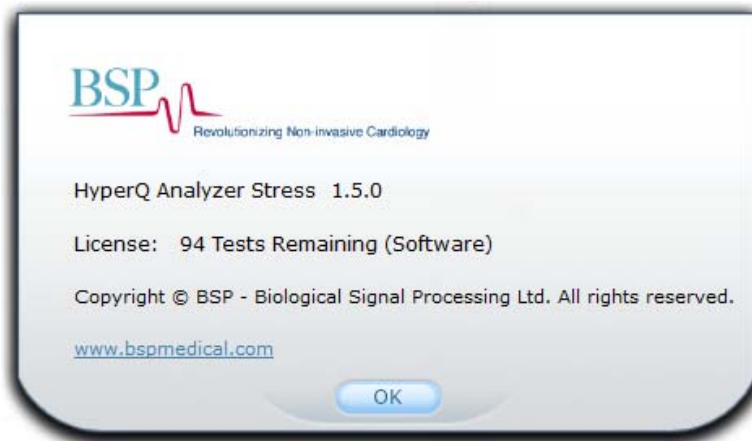 BSP
Revolutionizing Non-invasive Cardiology
HyperQ Analyzer Stress 1.5.0
License: 94 Tests Remaining (Software)
Copyright © BSP - Biological Signal Processing Ltd. All rights reserved.
www.bspmedical.com
OK